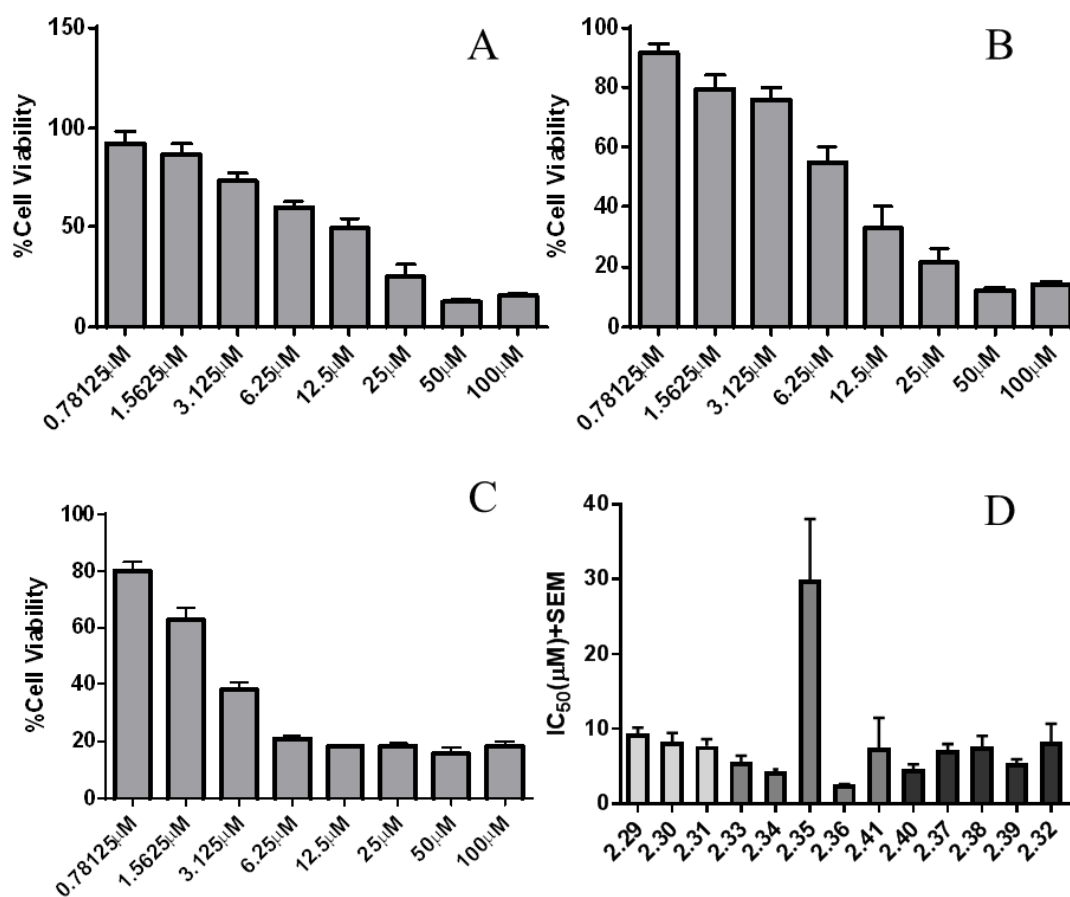 A
%Cell Viability
150
100
50
0
0.78125µM
1.5625µM
3.125µM
6.25µM
12.5µM
25µM
50µM
100µM
B
%Cell Viability
100
80
60
40
20
0
0.78125µM
1.5625µM
3.125µM
6.25µM
12.5µM
25µM
50µM
100µM
C
%Cell Viability
100
80
60
40
20
0
0.78125µM
1.5625µM
3.125µM
6.25µM
12.5µM
25µM
50µM
100µM
D
IC50(µM)+SEM
40
30
20
10
0
2.29
2.30
2.31
2.33
2.34
2.35
2.36
2.41
2.40
2.37
2.38
2.39
2.32